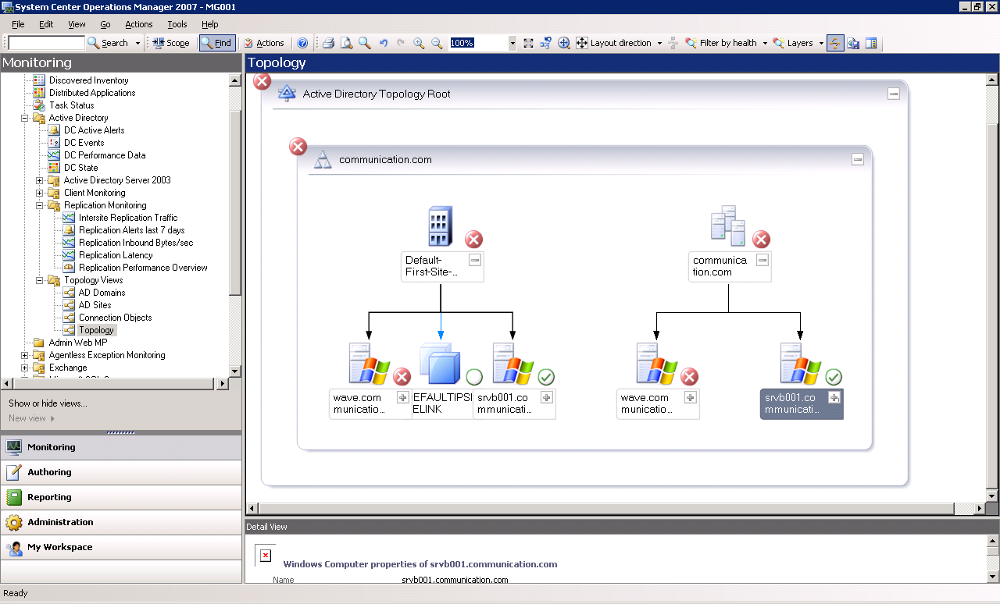 System Center Operations Manager 2007 - MG001
File Edit View Go Actions Tools Help
Search Scope Find Actions 100% Layout direction Filter by health Layers
Monitoring
Discovered Inventory
Distributed Applications
Task Status
Active Directory
DC Active Alerts
DC Events
DC Performance Data
DC State
Active Directory Server 2003
Client Monitoring
Replication Monitoring
Intersite Replication Traffic
Replication Alerts last 7 days
Replication Inbound Bytes/sec
Replication Latency
Replication Performance Overview
Topology Views
AD Domains
AD Sites
Connection Objects
Topology
Admin Web MP
Agentless Exception Monitoring
Exchange
Show or hide views...
New view
Monitoring
Authoring
Reporting
Administration
My Workspace
Topology
Active Directory Topology Root
communication.com
Default-
First-Site-...
communica
tion.com
wave.com
municatio...
EFAULTIPSI
ELINK
srvb001.co
mmunicati...
wave.com
municatio...
srvb001.co
mmunicati...
Detail View
Windows Computer properties of srvb001.communication.com
Name srvb001.communication.com
Ready